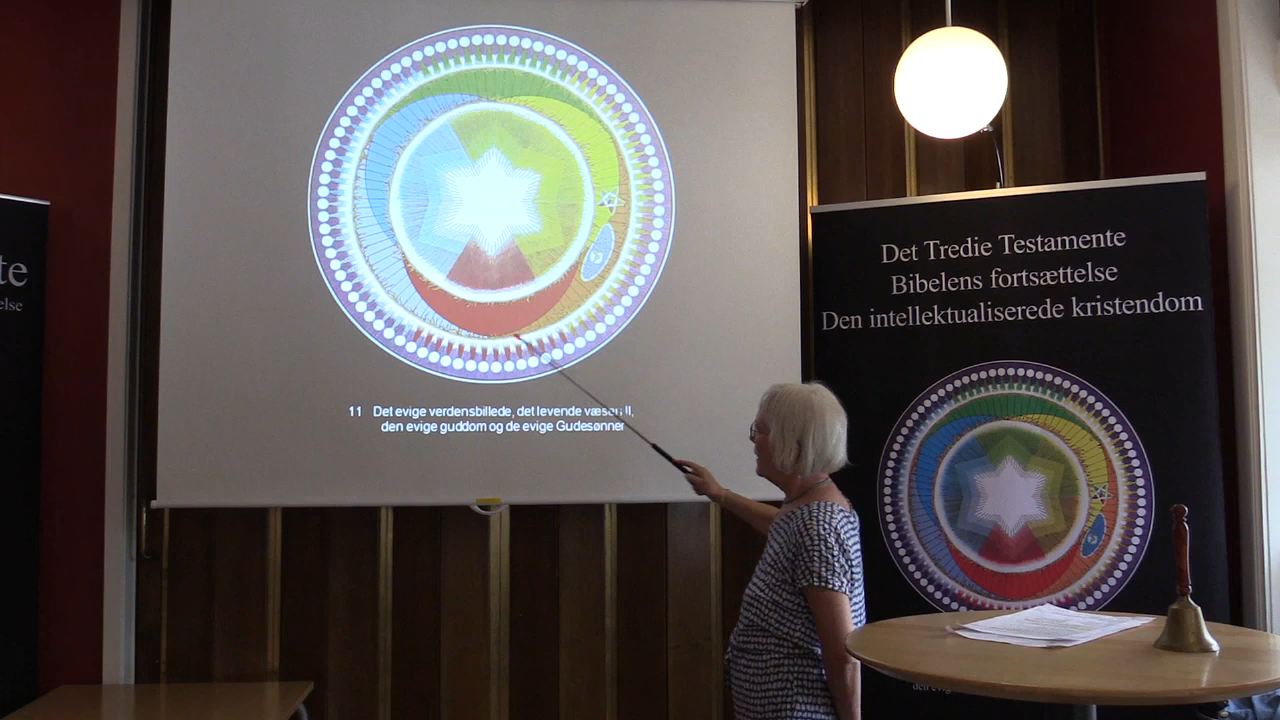 11 Det evige verdensbillede, det levende væsen II,
den evige guddom og de evige Gudesønner
Det Tredie Testamente
Bibelens fortsættelse
Den intellektualiserede kristendom
te
else